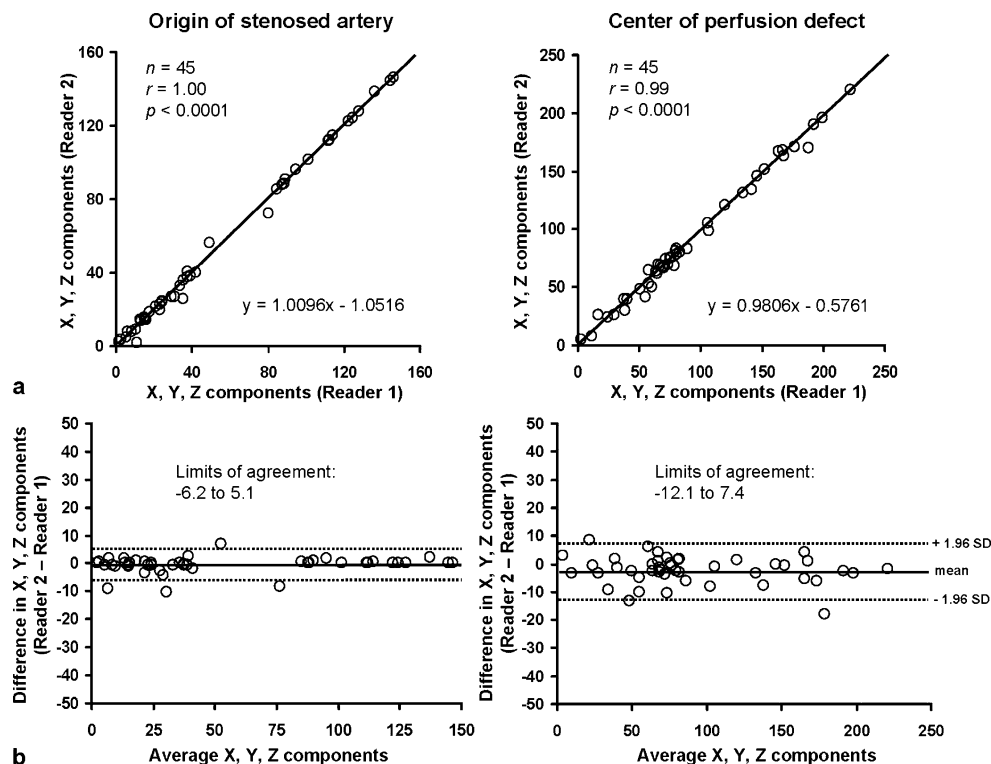 Origin of stenosed artery
160
120
80
40
0
0 40 80 120 160
X, Y, Z components (Reader 2)
n = 45
r = 1.00
p < 0.0001
y = 1.0096x - 1.0516
X, Y, Z components (Reader 1)
a
Center of perfusion defect
250
200
150
100
50
0
0 50 100 150 200 250
X, Y, Z components (Reader 2)
n = 45
r = 0.99
p < 0.0001
y = 0.9806x - 0.5761
X, Y, Z components (Reader 1)
50
40
30
20
10
0
-10
-20
-30
-40
-50
0 25 50 75 100 125 150
Difference in X, Y, Z components
(Reader 2 – Reader 1)
Limits of agreement:
-6.2 to 5.1
Average X, Y, Z components
b
50
40
30
20
10
0
-10
-20
-30
-40
-50
0 50 100 150 200 250
Difference in X, Y, Z components
(Reader 2 – Reader 1)
Limits of agreement:
-12.1 to 7.4
+ 1.96 SD
mean
- 1.96 SD
Average X, Y, Z components